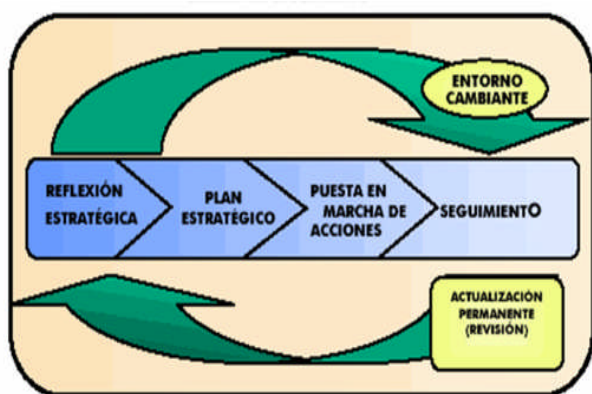 ENTORNO
CAMBIANTE
REFLEXIÓN
ESTRATÉGICA
PLAN
ESTRATÉGICO
PUESTA EN
MARCHA DE
ACCIONES
SEGUIMIENTO
ACTUALIZACIÓN
PERMANENTE
(REVISIÓN)